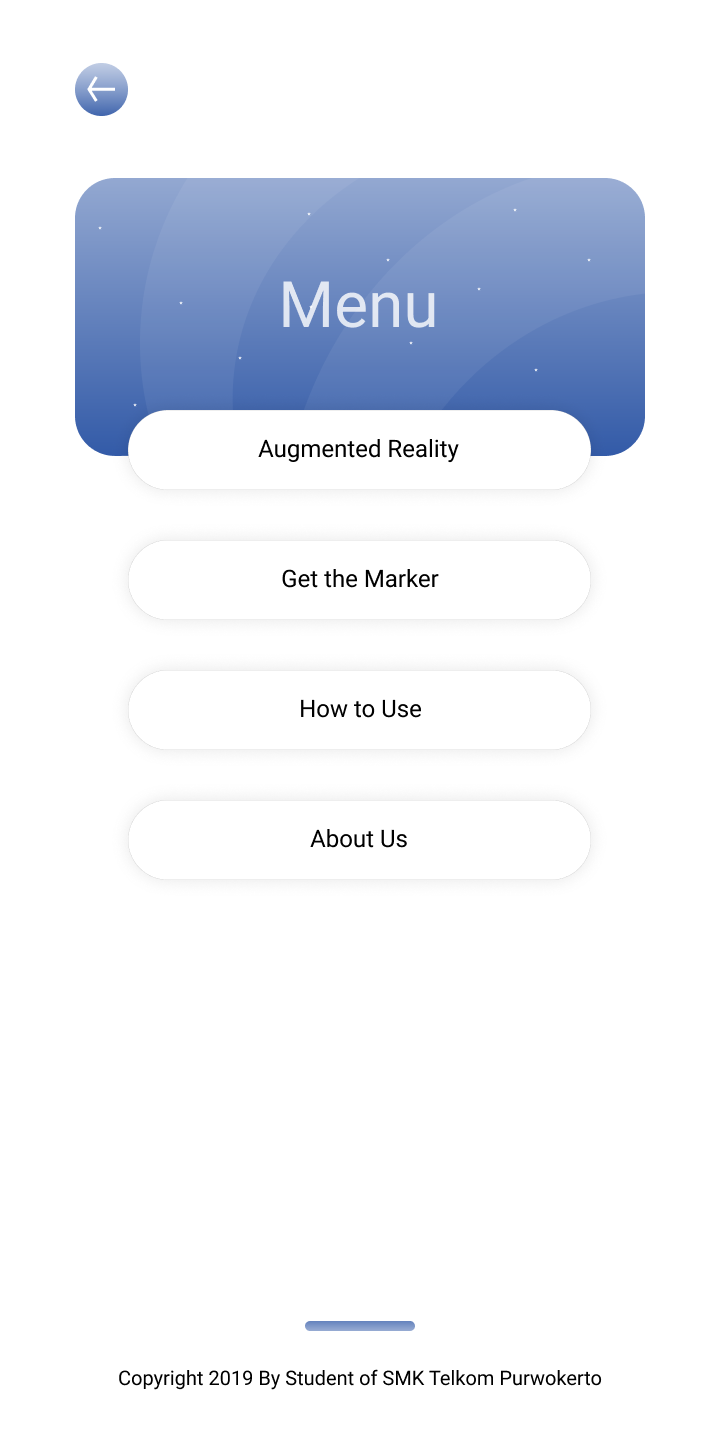 Menu
Augmented Reality
Get the Marker
How to Use
About Us
Copyright 2019 By Student of SMK Telkom Purwokerto